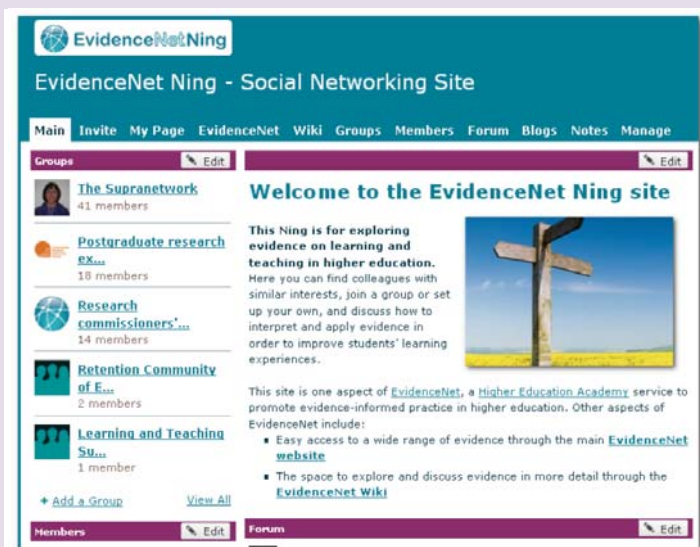 EvidenceNetNing
EvidenceNet Ning - Social Networking Site
Main Invite My Page EvidenceNet Wiki Groups Members Forum Blogs Notes Manage
Groups Edit
The Supranetwork
41 members
Postgraduate research
ex...
18 members
Research
commissioners'...
14 members
Retention Community
of E...
2 members
Learning and Teaching
Su...
1 member
+ Add a Group View All
Members Edit
Edit
Welcome to the EvidenceNet Ning site
This Ning is for exploring
evidence on learning and
teaching in higher education.
Here you can find colleagues with
similar interests, join a group or set
up your own, and discuss how to
interpret and apply evidence in
order to improve students' learning
experiences.
This site is one aspect of EvidenceNet, a Higher Education Academy service to
promote evidence-informed practice in higher education. Other aspects of
EvidenceNet include:
▪ Easy access to a wide range of evidence through the main EvidenceNet
website
▪ The space to explore and discuss evidence in more detail through the
EvidenceNet Wiki
Forum Edit